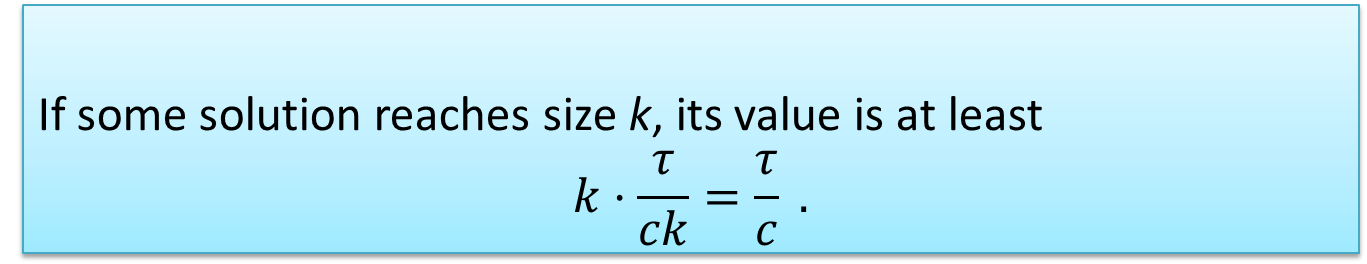 If some solution reaches size k, its value is at least
k · τ/ck = τ/c .